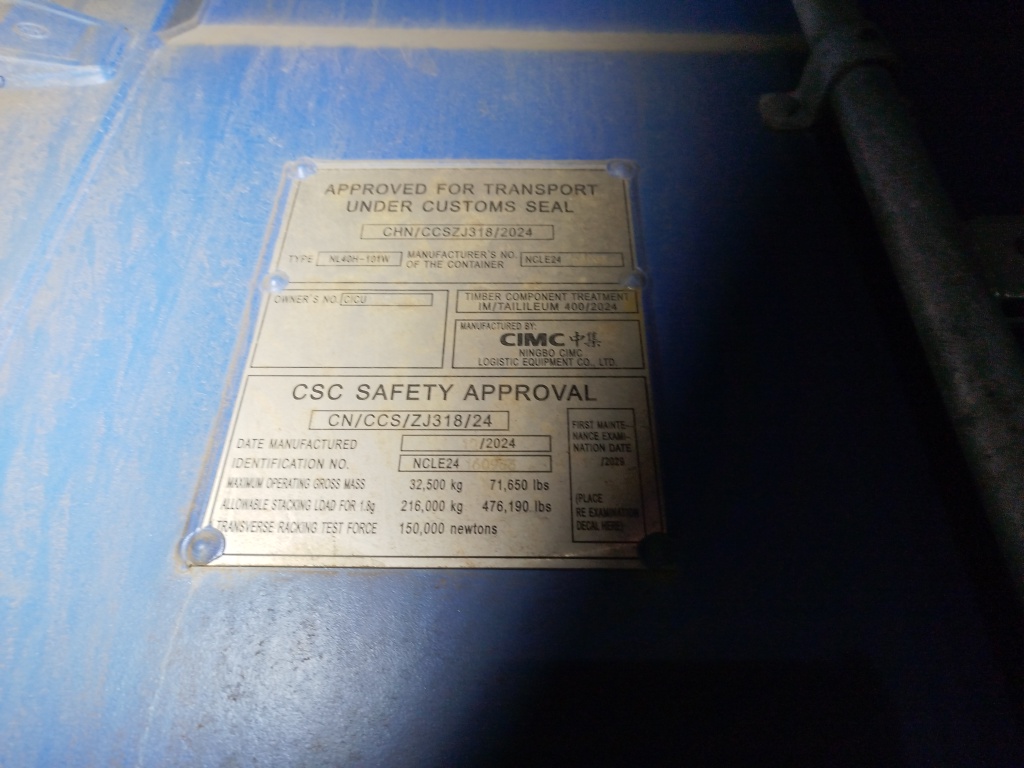 APPROVED FOR TRANSPORT
UNDER CUSTOMS SEAL
CHN/CCSZJ318/2024
TYPE NL40H-101W MANUFACTURER'S NO. OF THE CONTAINER NCLE24
OWNER'S NO. CICU
TIMBER COMPONENT TREATMENT
IM/TAILILEUM 400/2024
MANUFACTURED BY:
CIMC 中集
NINGBO CIMC
LOGISTIC EQUIPMENT CO., LTD.
CSC SAFETY APPROVAL
CN/CCS/ZJ318/24
DATE MANUFACTURED 10/2024
IDENTIFICATION NO. NCLE24
MAXIMUM OPERATING GROSS MASS 32,500 kg 71,650 lbs
ALLOWABLE STACKING LOAD FOR 1.8g 216,000 kg 476,190 lbs
TRANSVERSE RACKING TEST FORCE 150,000 newtons
FIRST MAINTE-
NANCE EXAMI-
NATION DATE
/2029
(PLACE
RE EXAMINATION
DECAL HERE)